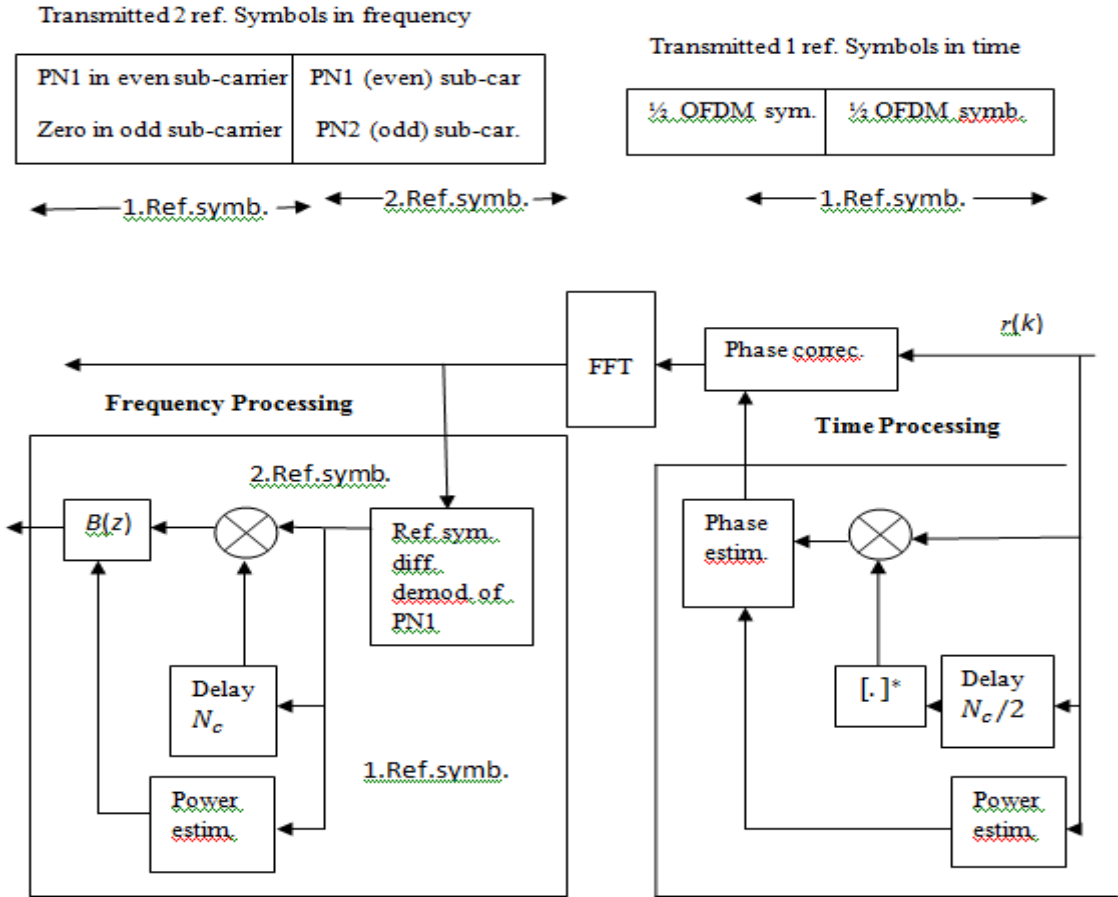 Transmitted 2 ref. Symbols in frequency
Transmitted 1 ref. Symbols in time
PN1 in even sub-carrier
Zero in odd sub-carrier
PN1 (even) sub-car
PN2 (odd) sub-car.
½ OFDM sym.
½ OFDM symb.
1.Ref.symb.
2.Ref.symb.
1.Ref.symb.
r(k)
Phase correc.
FFT
Frequency Processing
Time Processing
2.Ref.symb.
B(z)
Ref. sym.
diff.
demod. of
PN1
Phase
estim.
Delay
N_c
[.]*
Delay
N_c/2
1.Ref.symb.
Power
estim.
Power
estim.